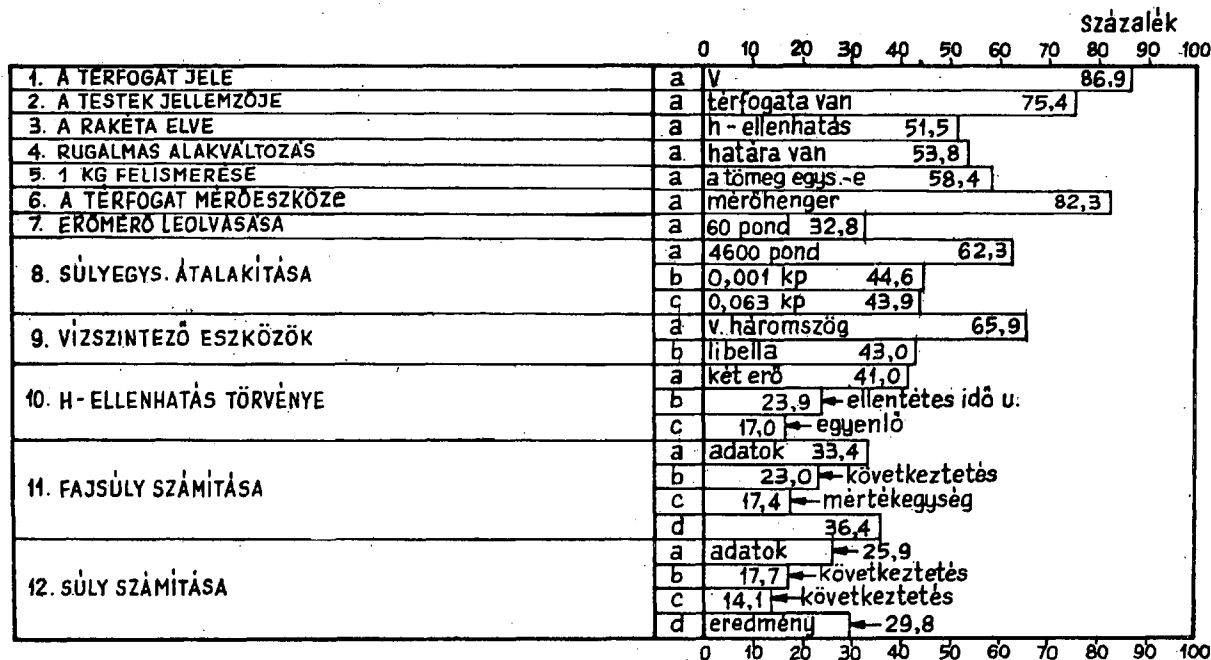 Százalék
0 10 20 30 40 50 60 70 80 90 100
1. A TÉRFOGAT JELE a V 86,9
2. A TESTEK JELLEMZŐJE a térfogata van 75,4
3. A RAKÉTA ELVE a h-ellenhatás 51,5
4. RUGALMAS ALAKVÁLTOZÁS a. határa van 53,8
5. 1 KG FELISMERÉSE a a tömeg egys.-e 58,4
6. A TÉRFOGAT MÉRŐESZKÖZe a mérőhenger 82,3
7. ERŐMÉRŐ LEOLVASÁSA a 60 pond 32,8
8. SÚLYEGYS. ÁTALAKÍTÁSA
a 4600 pond 62,3
b 0,001 kp 44,6
c 0,063 kp 43,9
9. VÍZSZINTEZŐ ESZKÖZÖK
a v. háromszög 65,9
b libella 43,0
10. H-ELLENHATÁS TÖRVÉNYE
a két erő 41,0
b 23,9 ellentétes idő u.
c 17,0 egyenlő
11. FAJSÚLY SZÁMÍTÁSA
a adatok 33,4
b 23,0 következtetés
c 17,4 mértékegység
d 36,4
12. SÚLY SZÁMÍTÁSA
a adatok 25,9
b 17,7 következtetés
c 14,1 következtetés
d eredmény 29,8
0 10 20 30 40 50 60 70 80 90 100